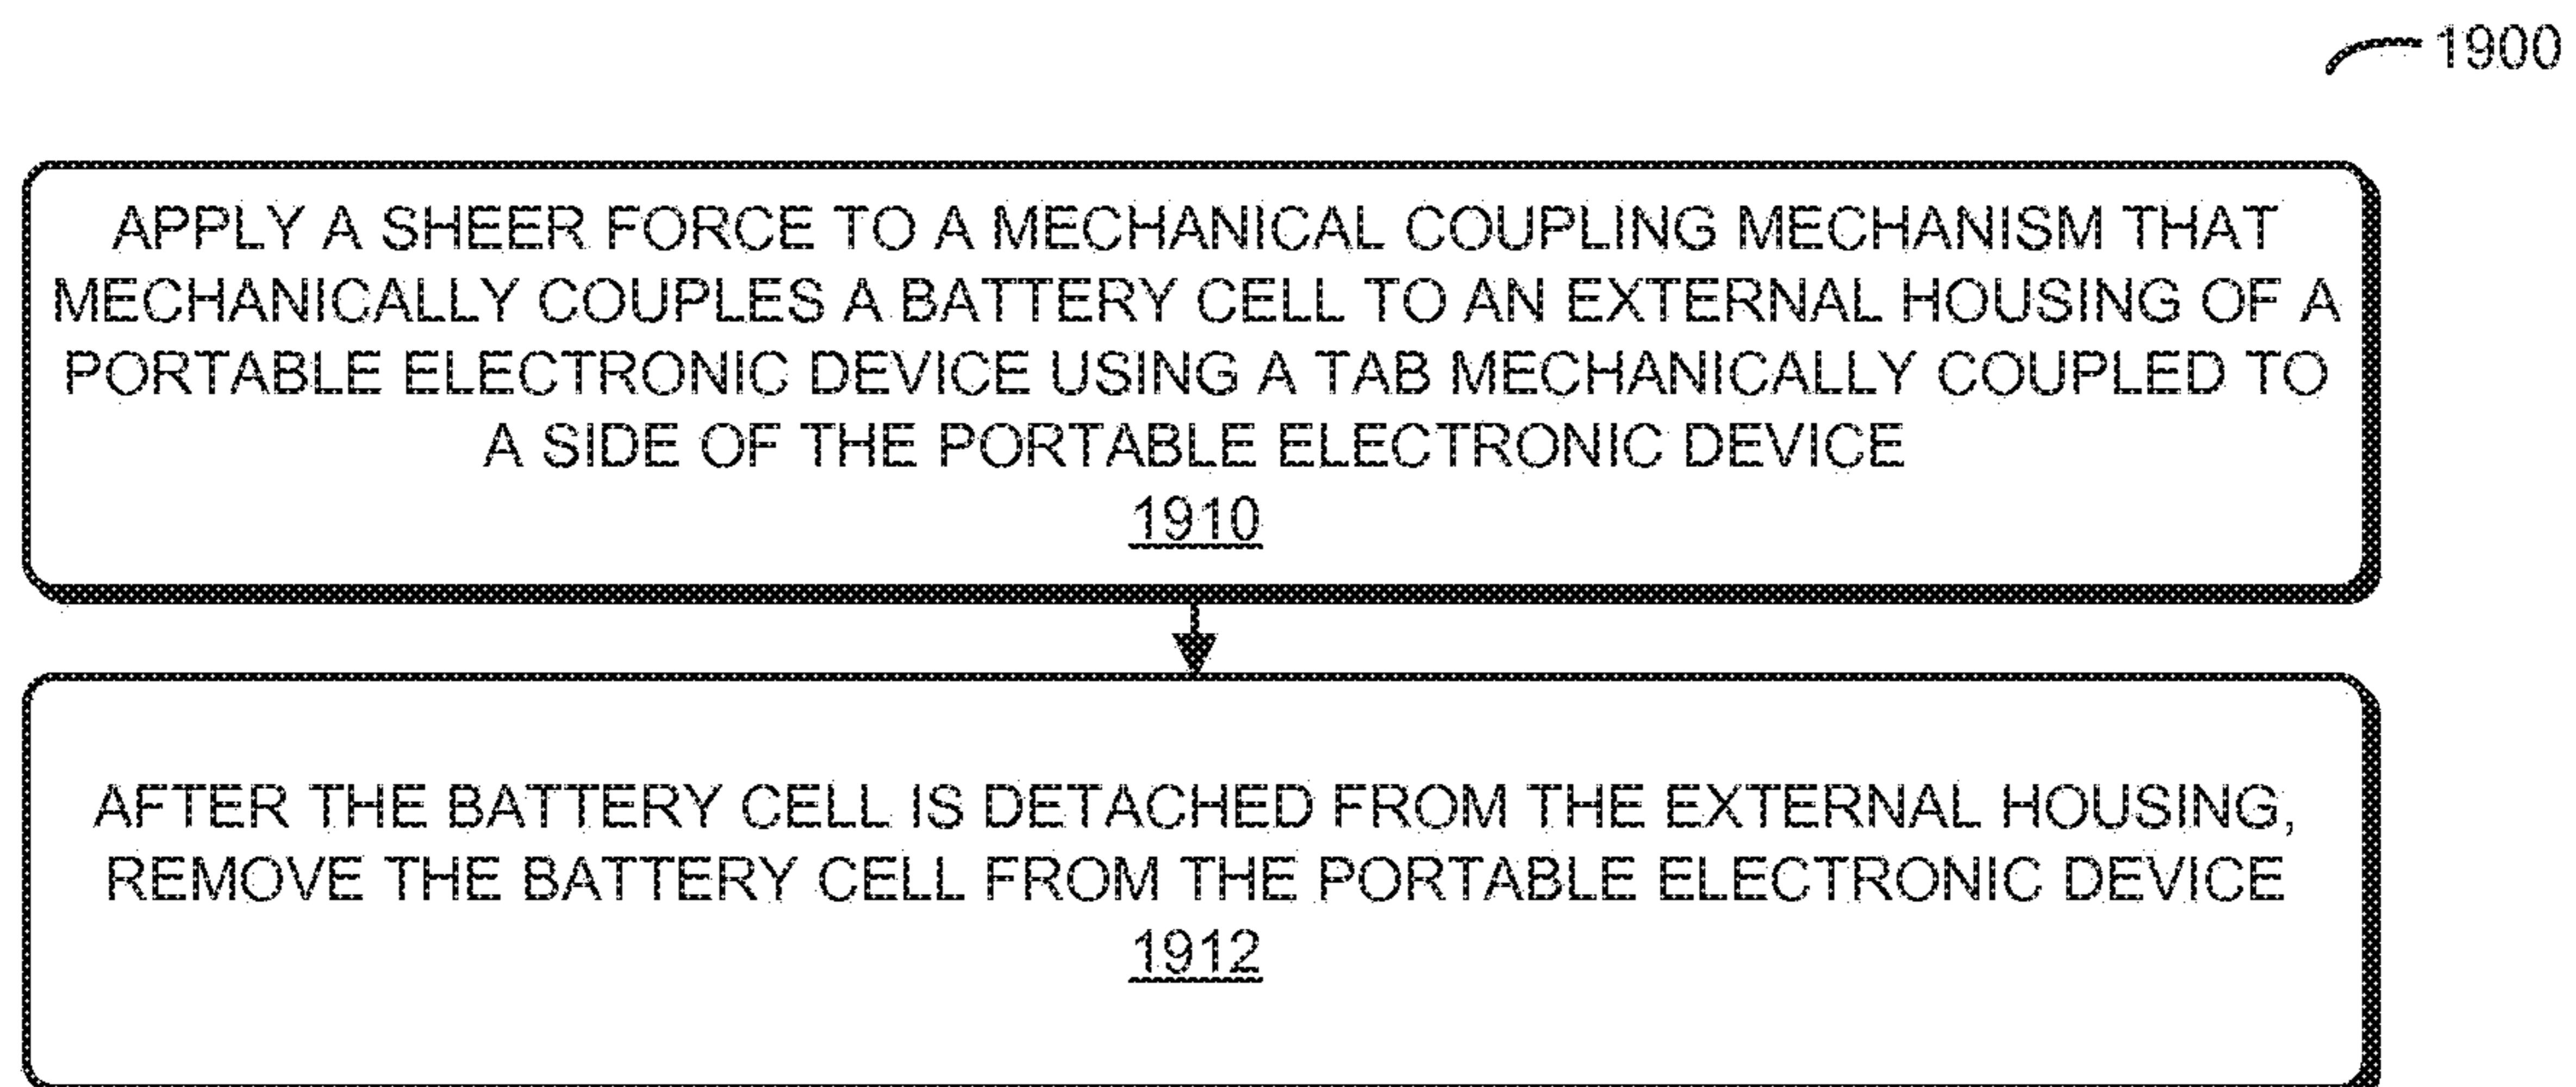 1900
APPLY A SHEER FORCE TO A MECHANICAL COUPLING MECHANISM THAT
MECHANICALLY COUPLES A BATTERY CELL TO AN EXTERNAL HOUSING OF A
PORTABLE ELECTRONIC DEVICE USING A TAB MECHANICALLY COUPLED TO
A SIDE OF THE PORTABLE ELECTRONIC DEVICE
1910
AFTER THE BATTERY CELL IS DETACHED FROM THE EXTERNAL HOUSING,
REMOVE THE BATTERY CELL FROM THE PORTABLE ELECTRONIC DEVICE
1912